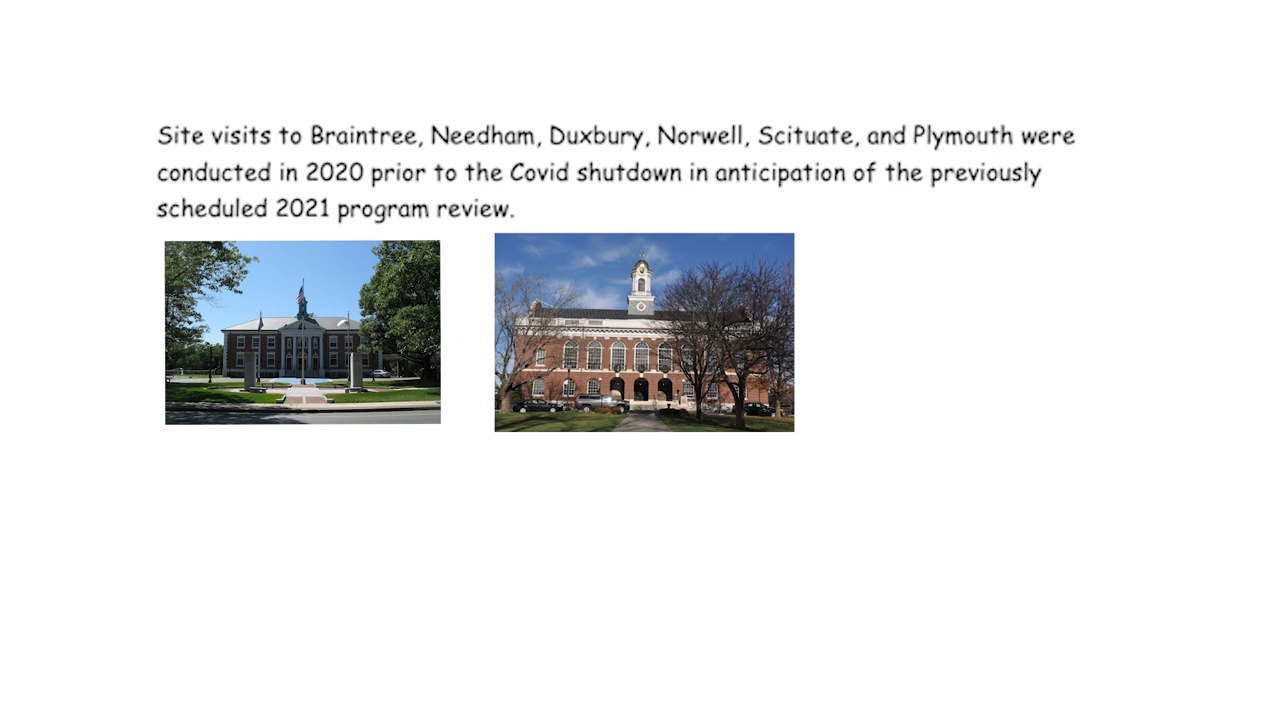 Site visits to Braintree, Needham, Duxbury, Norwell, Scituate, and Plymouth were
conducted in 2020 prior to the Covid shutdown in anticipation of the previously
scheduled 2021 program review.